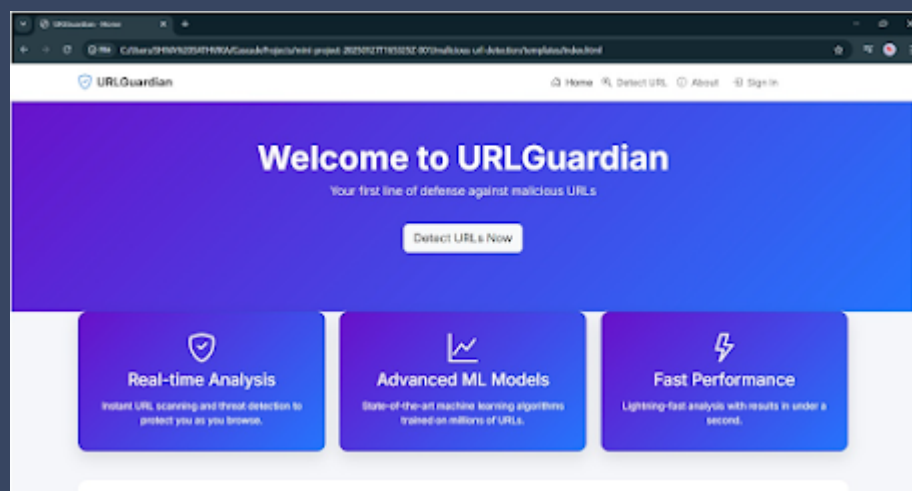 URLGuardian - Home
URLGuardian
Home
Detect URL
About
Sign In
Welcome to URLGuardian
Your first line of defense against malicious URLs
Detect URLs Now
Real-time Analysis
Instant URL scanning and threat detection to
protect you as you browse.
Advanced ML Models
State-of-the-art machine learning algorithms
trained on millions of URLs.
Fast Performance
Lightning-fast analysis with results in under a
second.